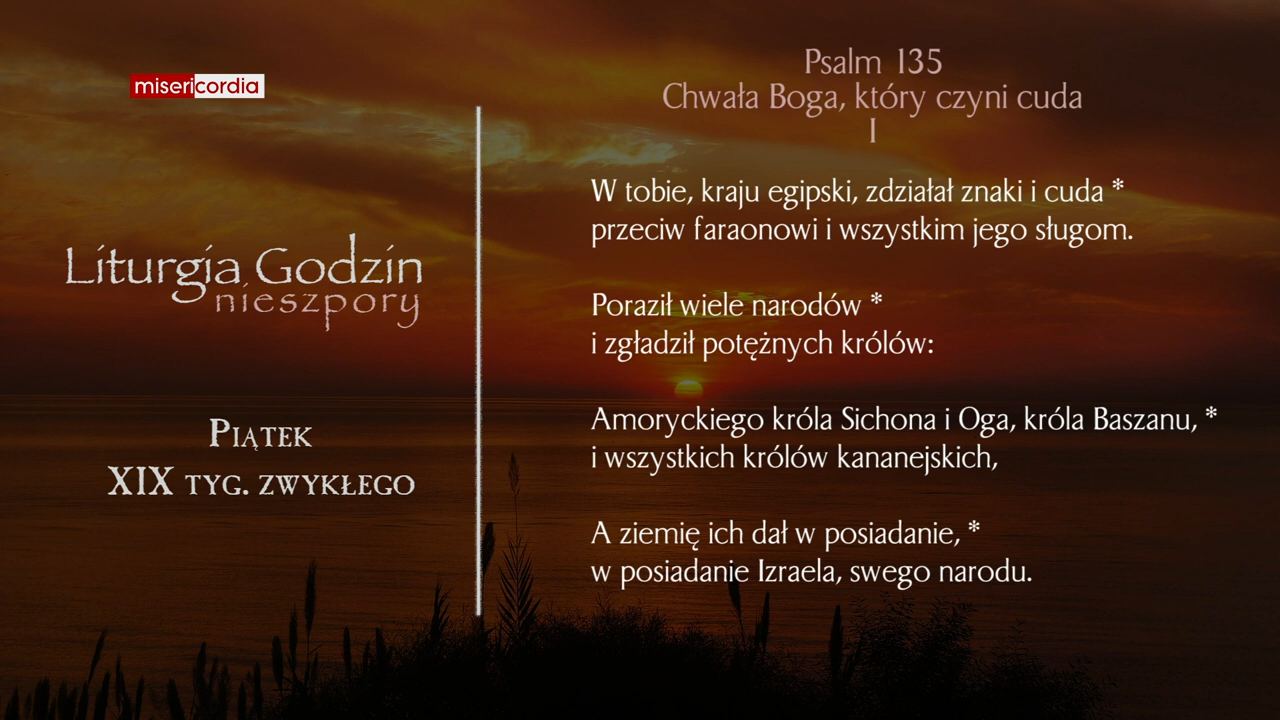 misericordia
Liturgia Godzin
nieszpory
Piątek
XIX tyg. zwykłego
Psalm 135
Chwała Boga, który czyni cuda
I
W tobie, kraju egipski, zdziałał znaki i cuda *
przeciw faraonowi i wszystkim jego sługom.
Poraził wiele narodów *
i zgładził potężnych królów:
Amoryckiego króla Sichona i Oga, króla Baszanu, *
i wszystkich królów kananejskich,
A ziemię ich dał w posiadanie, *
w posiadanie Izraela, swego narodu.